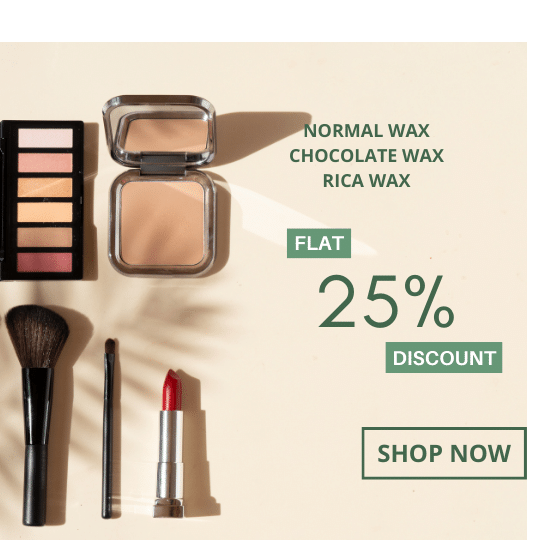 NORMAL WAX
CHOCOLATE WAX
RICA WAX
FLAT
25%
DISCOUNT
SHOP NOW